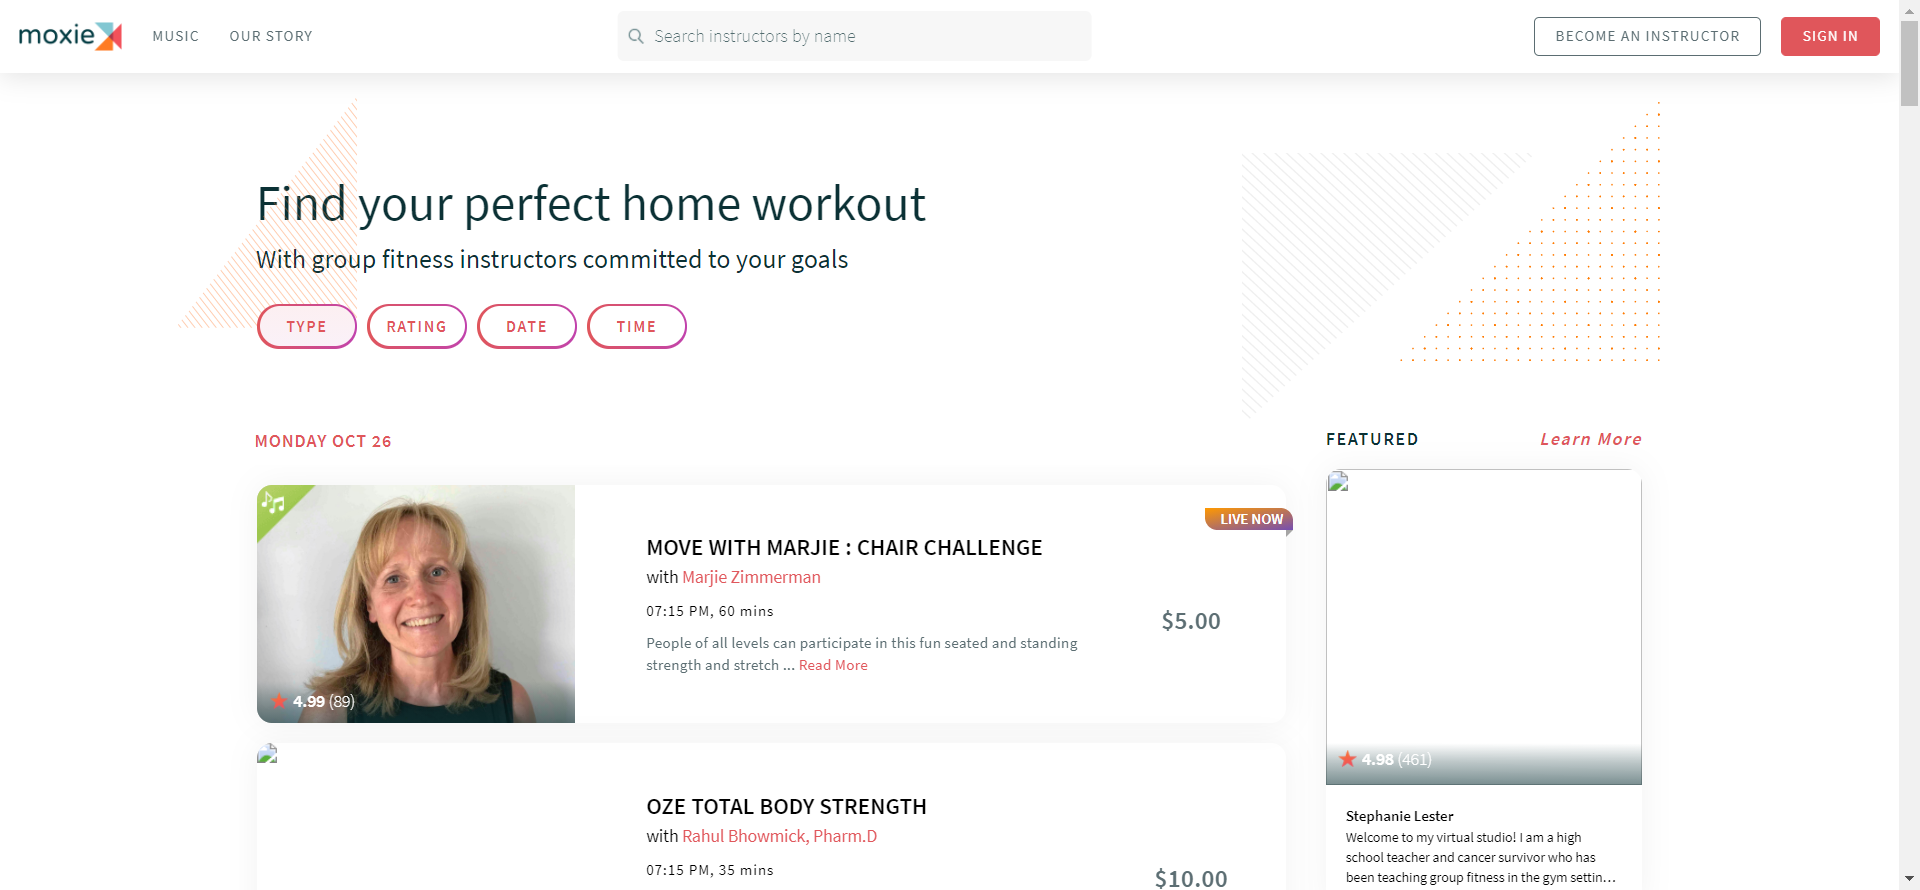 moxie
MUSIC
OUR STORY
Search instructors by name
BECOME AN INSTRUCTOR
SIGN IN
Find your perfect home workout
With group fitness instructors committed to your goals
TYPE
RATING
DATE
TIME
MONDAY OCT 26
LIVE NOW
MOVE WITH MARJIE : CHAIR CHALLENGE
with Marjie Zimmerman
07:15 PM, 60 mins
$5.00
People of all levels can participate in this fun seated and standing
strength and stretch ... Read More
4.99 (89)
OZE TOTAL BODY STRENGTH
with Rahul Bhowmick, Pharm.D
07:15 PM, 35 mins
$10.00
FEATURED
Learn More
4.98 (461)
Stephanie Lester
Welcome to my virtual studio! I am a high
school teacher and cancer survivor who has
been teaching group fitness in the gym settin...